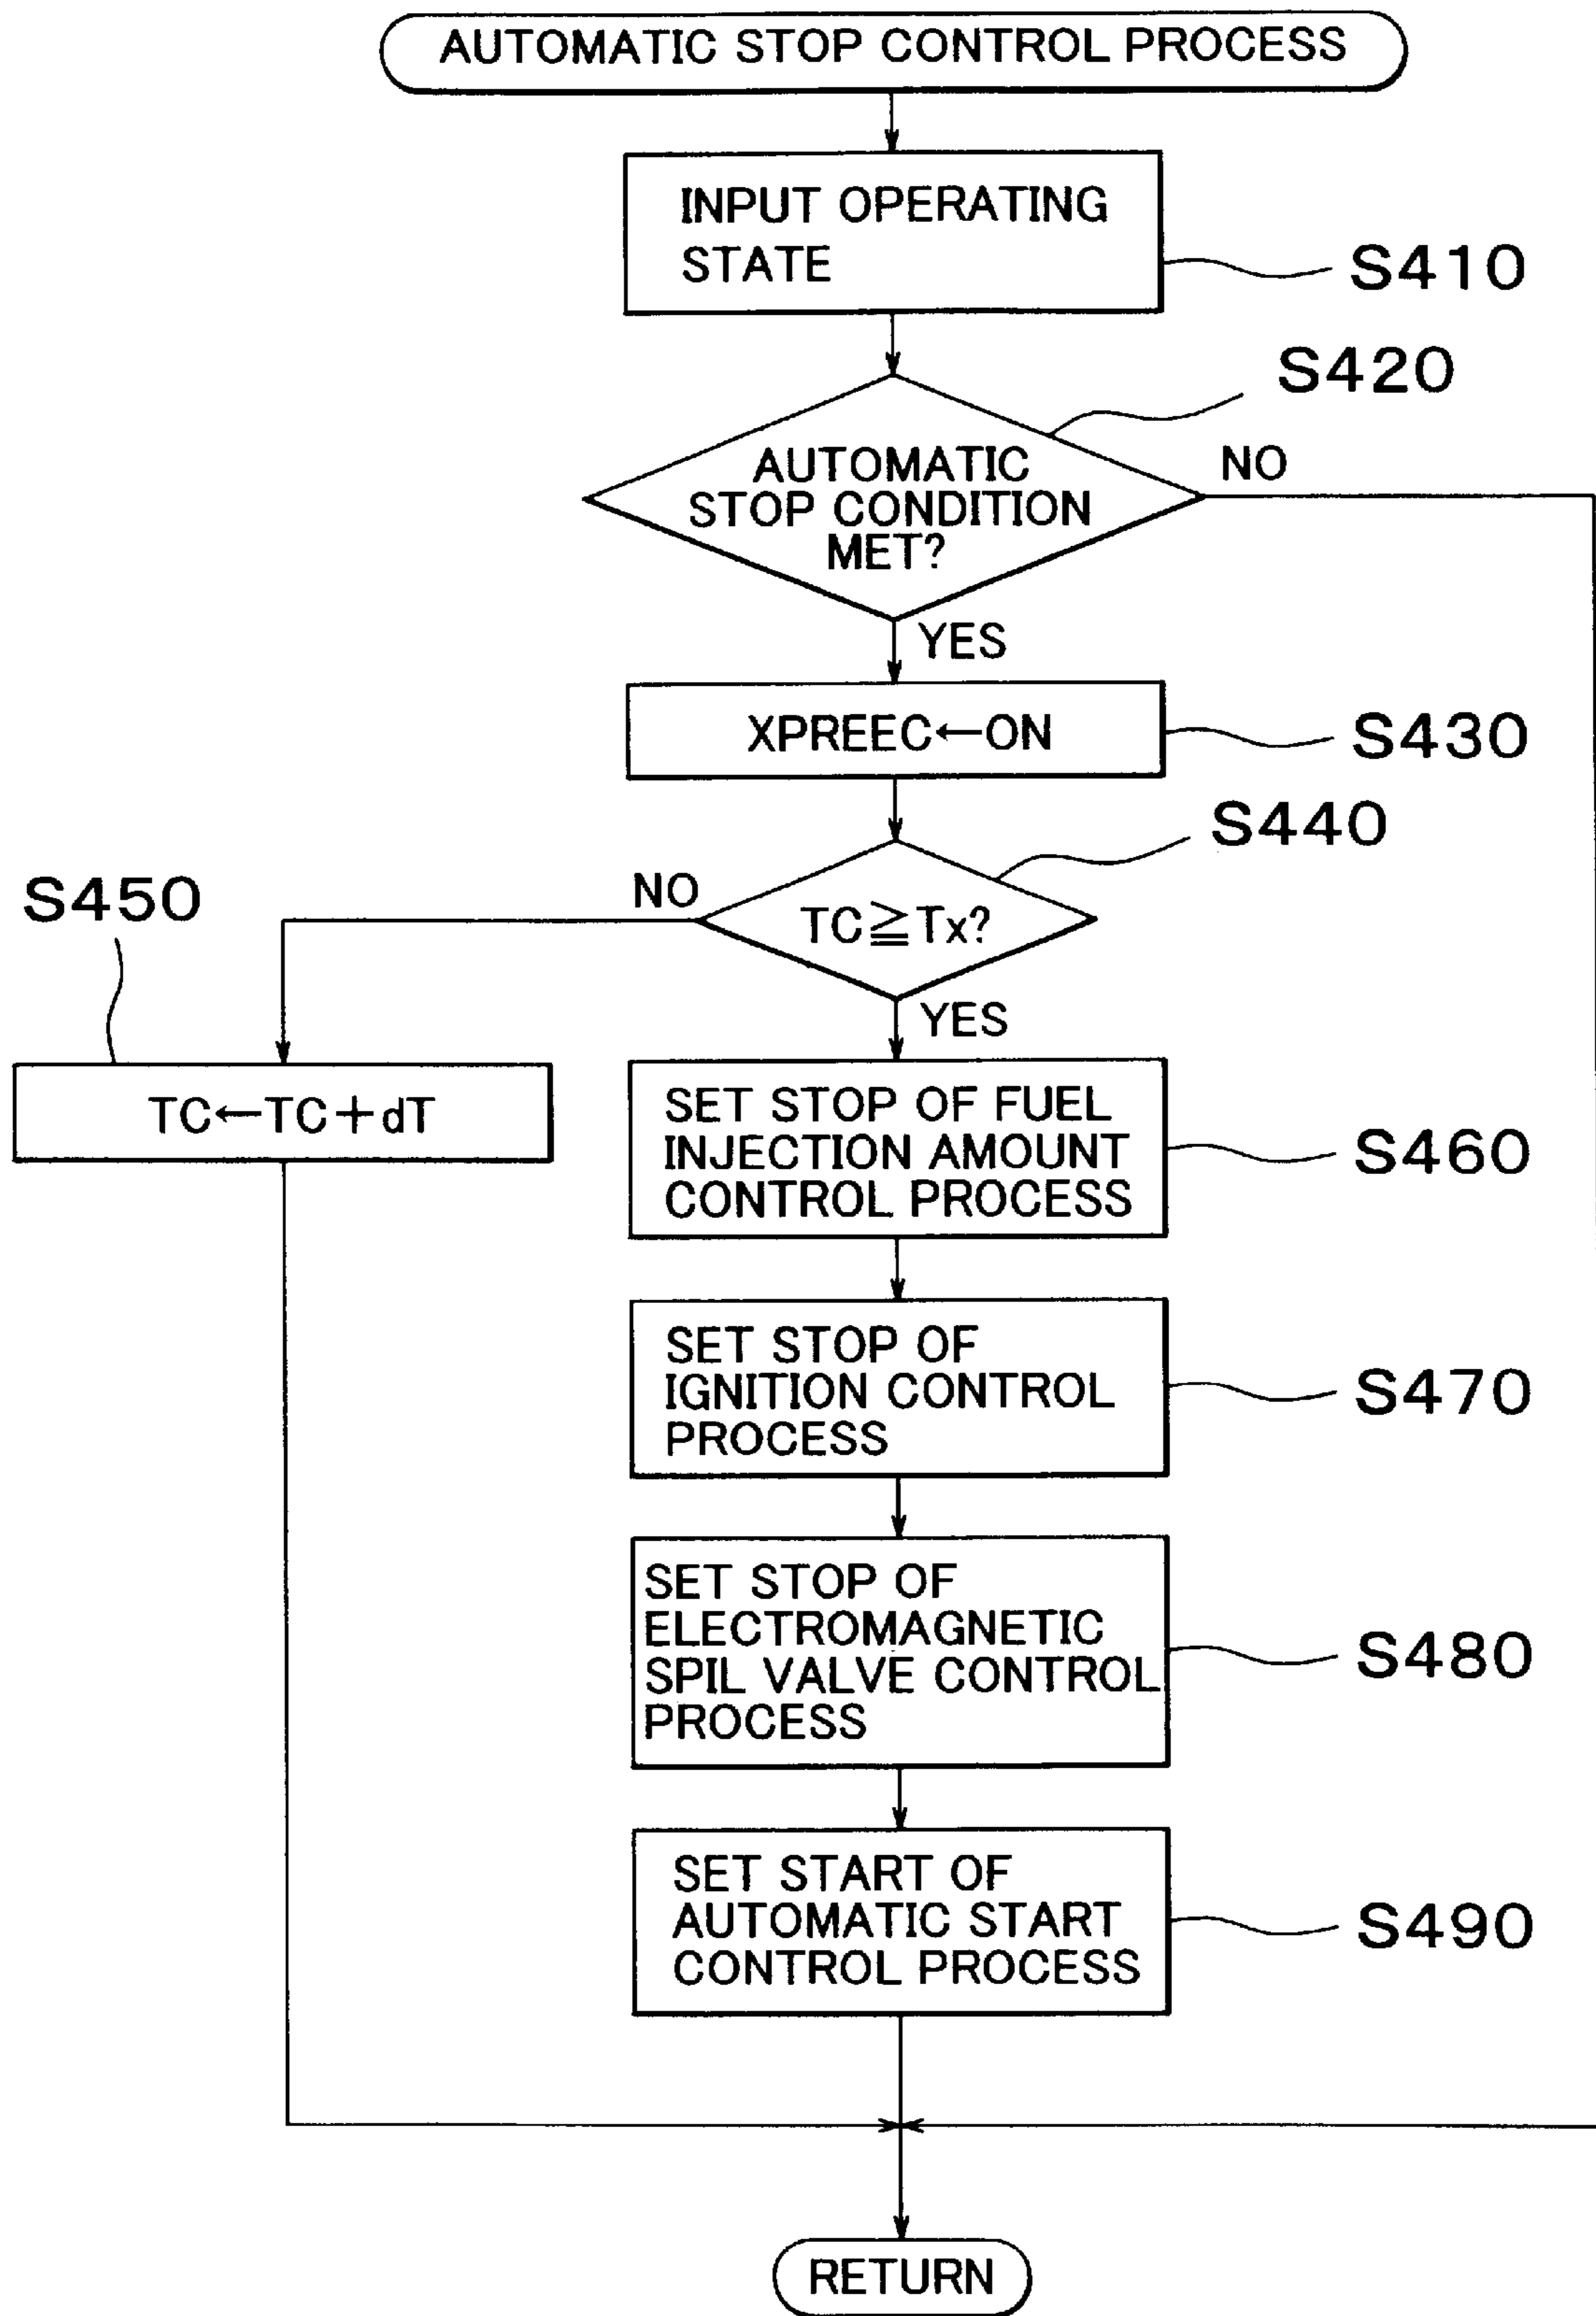 AUTOMATIC STOP CONTROL PROCESS
INPUT OPERATING
STATE
S410
S420
AUTOMATIC
STOP CONDITION
MET?
NO
YES
XPREEC←ON
S430
S440
NO
TC≧Tx?
YES
S450
TC←TC+dT
SET STOP OF FUEL
INJECTION AMOUNT
CONTROL PROCESS
S460
SET STOP OF
IGNITION CONTROL
PROCESS
S470
SET STOP OF
ELECTROMAGNETIC
SPIL VALVE CONTROL
PROCESS
S480
SET START OF
AUTOMATIC START
CONTROL PROCESS
S490
RETURN